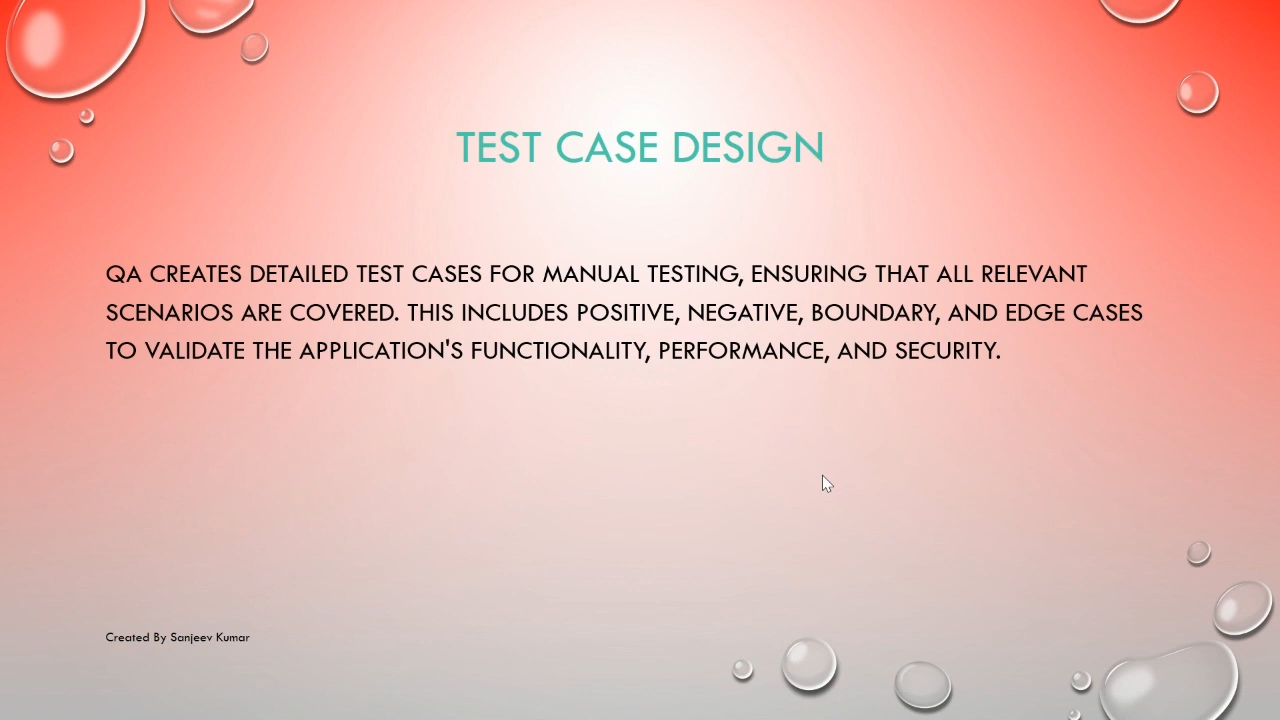 TEST CASE DESIGN
QA CREATES DETAILED TEST CASES FOR MANUAL TESTING, ENSURING THAT ALL RELEVANT
SCENARIOS ARE COVERED. THIS INCLUDES POSITIVE, NEGATIVE, BOUNDARY, AND EDGE CASES
TO VALIDATE THE APPLICATION'S FUNCTIONALITY, PERFORMANCE, AND SECURITY.
Created By Sanjeev Kumar